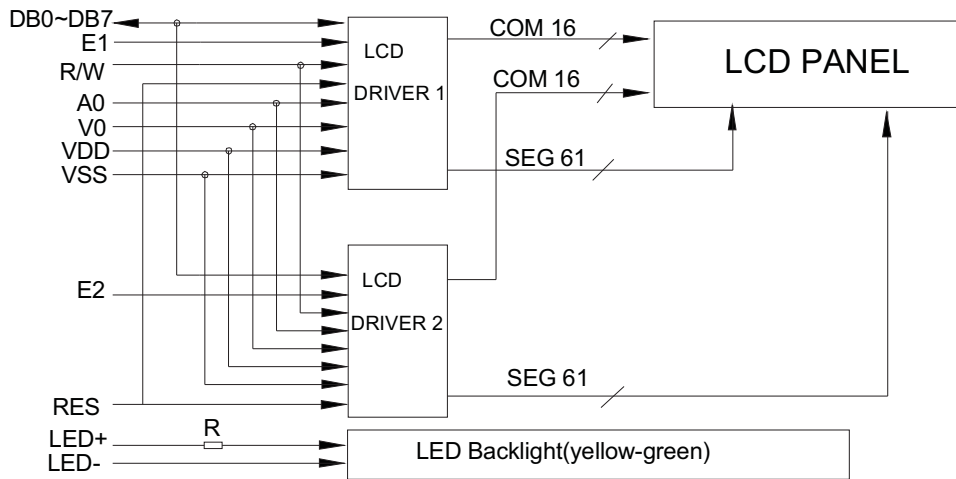 DB0~DB7
E1
R/W
A0
V0
VDD
VSS
LCD
DRIVER 1
COM 16
COM 16
SEG 61
LCD PANEL
E2
LCD
DRIVER 2
SEG 61
RES
LED+
R
LED-
LED Backlight(yellow-green)